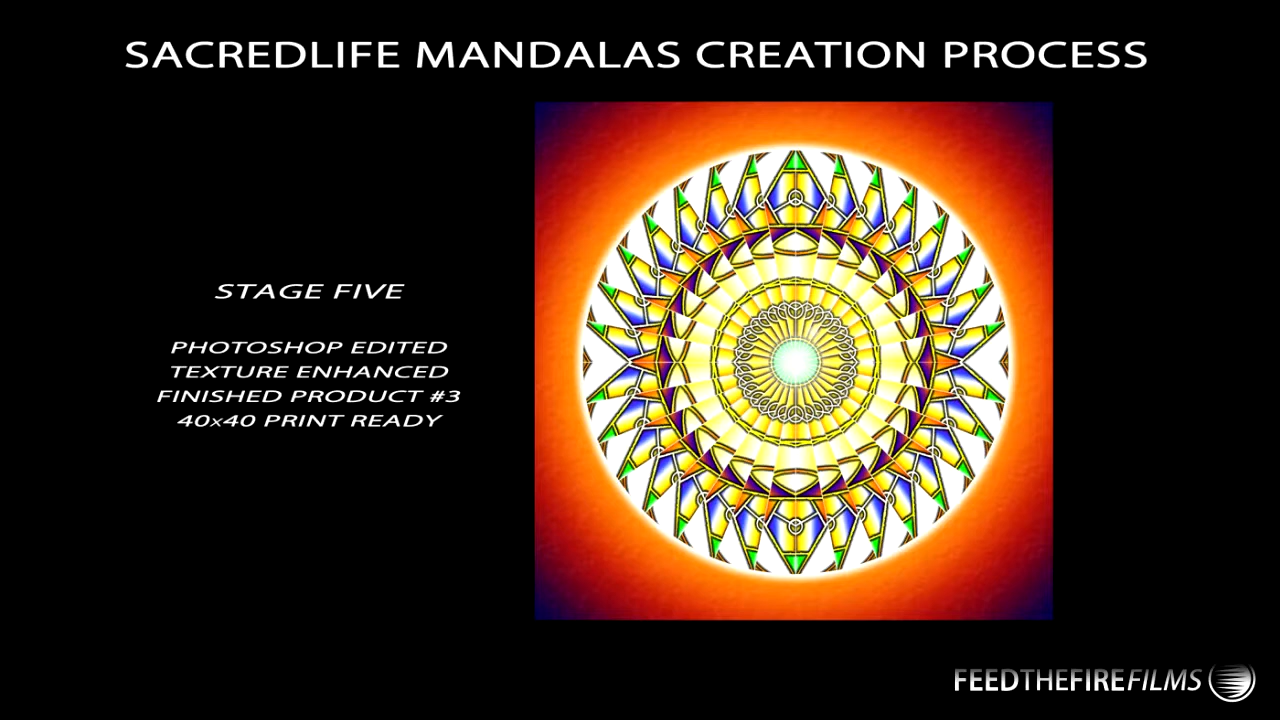 SACREDLIFE MANDALAS CREATION PROCESS
STAGE FIVE
PHOTOSHOP EDITED
TEXTURE ENHANCED
FINISHED PRODUCT #3
40x40 PRINT READY
FEEDTHEFIREFILMS